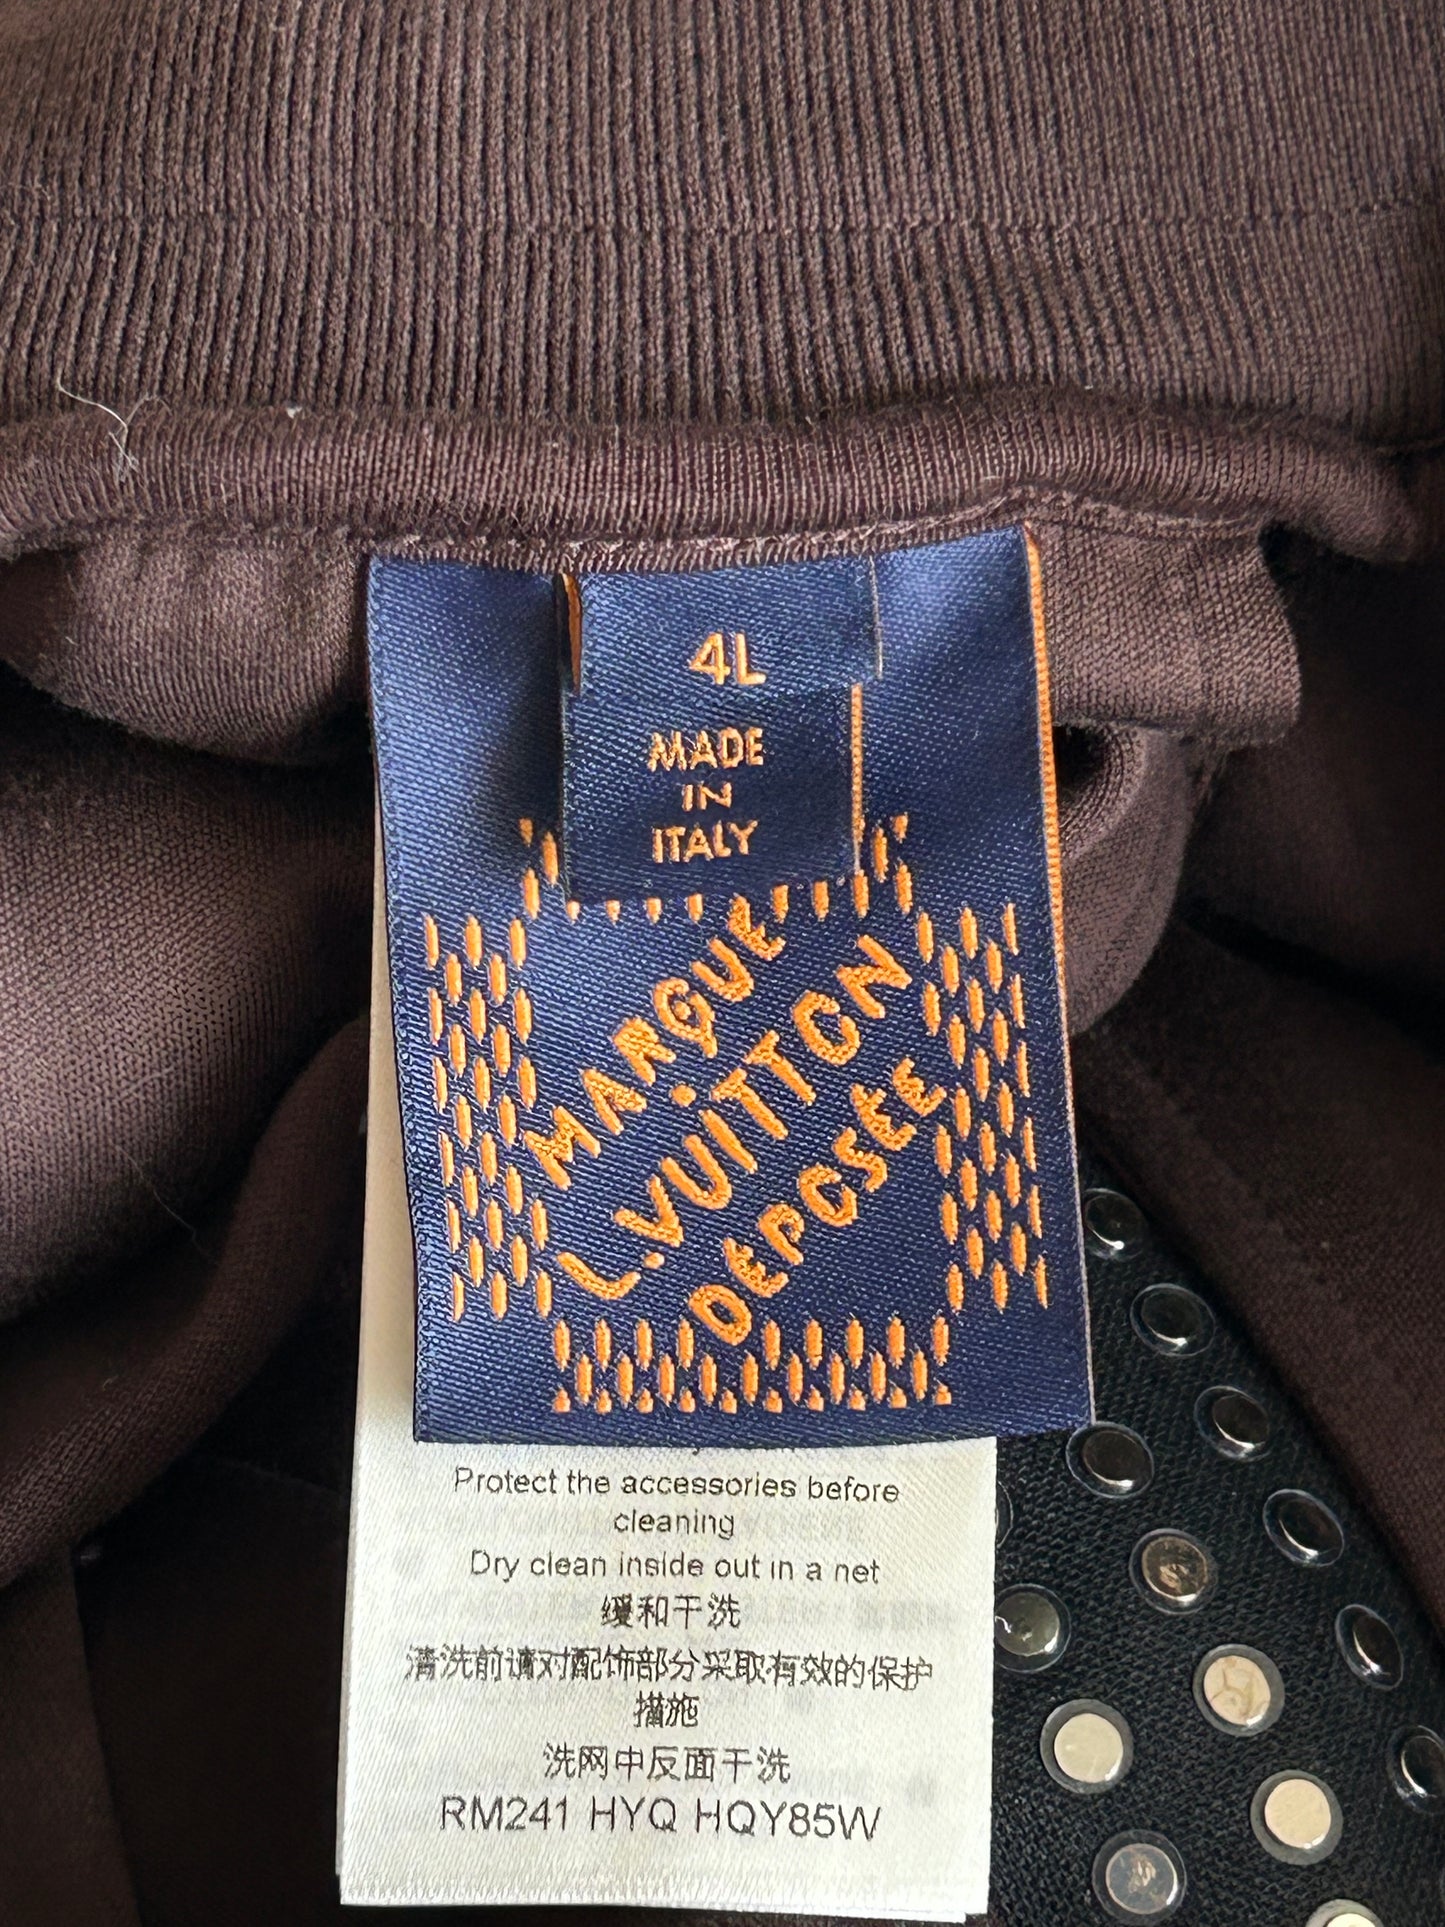 4L
MADE
IN
ITALY
MARQUE
L.VUITTON
DEPOSEE
Protect the accessories before
cleaning
Dry clean inside out in a net
缓和干洗
清洗前请对配饰部分采取有效的保护
措施
洗网中反面干洗
RM241 HYQ HQY85W